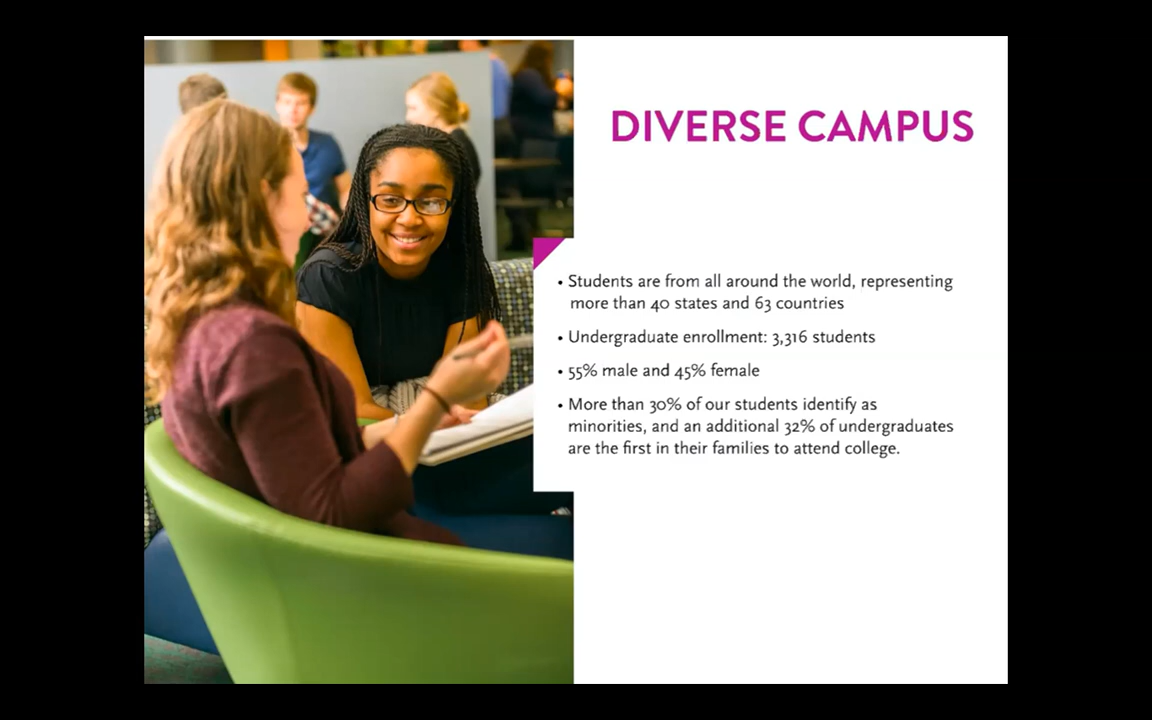 DIVERSE CAMPUS
• Students are from all around the world, representing
more than 40 states and 63 countries
• Undergraduate enrollment: 3,316 students
• 55% male and 45% female
• More than 30% of our students identify as
minorities, and an additional 32% of undergraduates
are the first in their families to attend college.